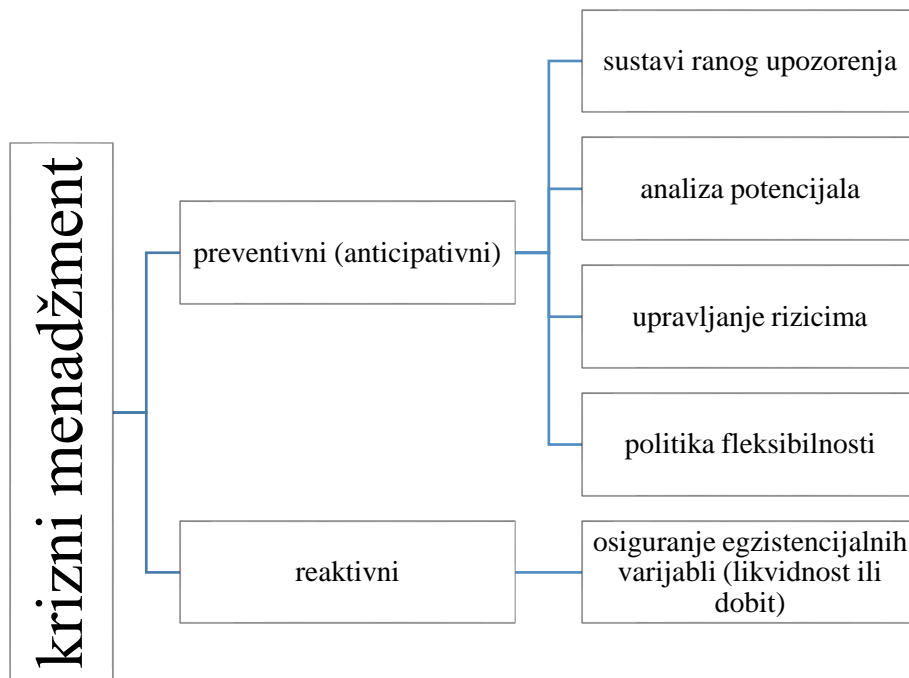 krizni menadžment
preventivni (anticipativni)
sustavi ranog upozorenja
analiza potencijala
upravljanje rizicima
politika fleksibilnosti
reaktivni
osiguranje egzistencijalnih
varijabli (likvidnost ili
dobit)